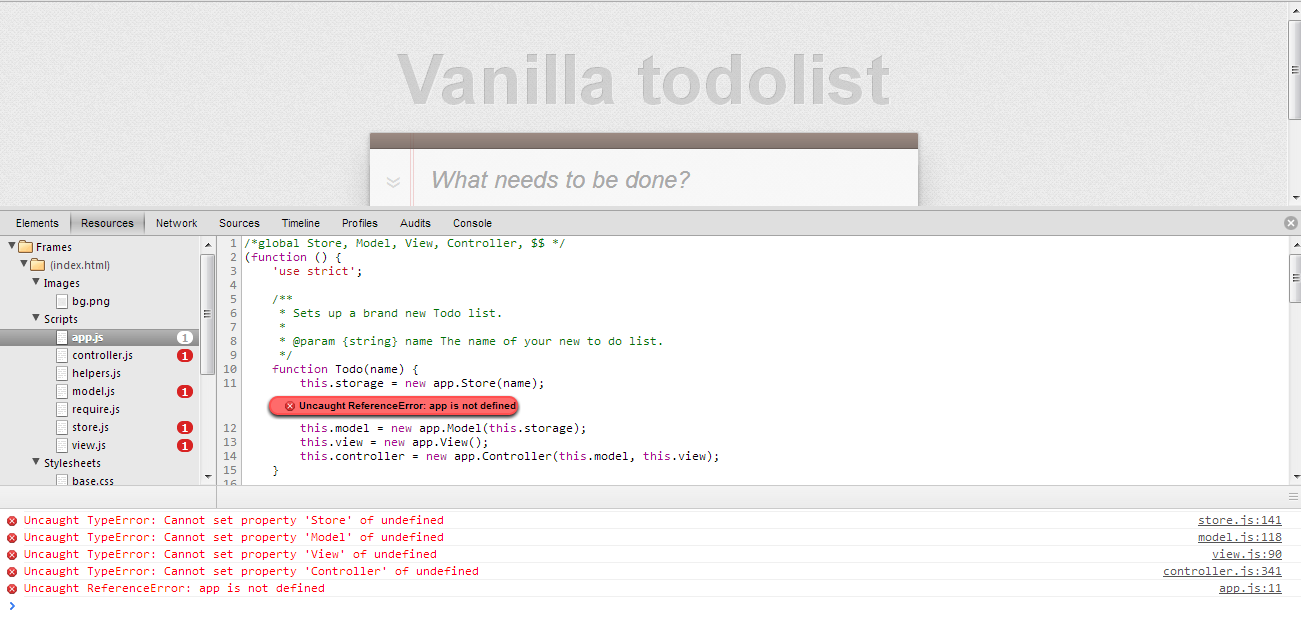 Vanilla todolist
What needs to be done?
Elements Resources Network Sources Timeline Profiles Audits Console
Frames
(index.html)
Images
bg.png
Scripts
app.js 1
controller.js 1
helpers.js
model.js 1
require.js
store.js 1
view.js 1
Stylesheets
base.css
1 /*global Store, Model, View, Controller, $$ */
2 (function () {
3 'use strict';
4
5 /**
6 * Sets up a brand new Todo list.
7 *
8 * @param {string} name The name of your new to do list.
9 */
10 function Todo(name) {
11 this.storage = new app.Store(name);
Uncaught ReferenceError: app is not defined
12 this.model = new app.Model(this.storage);
13 this.view = new app.View();
14 this.controller = new app.Controller(this.model, this.view);
15 }
16
Uncaught TypeError: Cannot set property 'Store' of undefined store.js:141
Uncaught TypeError: Cannot set property 'Model' of undefined model.js:118
Uncaught TypeError: Cannot set property 'View' of undefined view.js:90
Uncaught TypeError: Cannot set property 'Controller' of undefined controller.js:341
Uncaught ReferenceError: app is not defined app.js:11
>